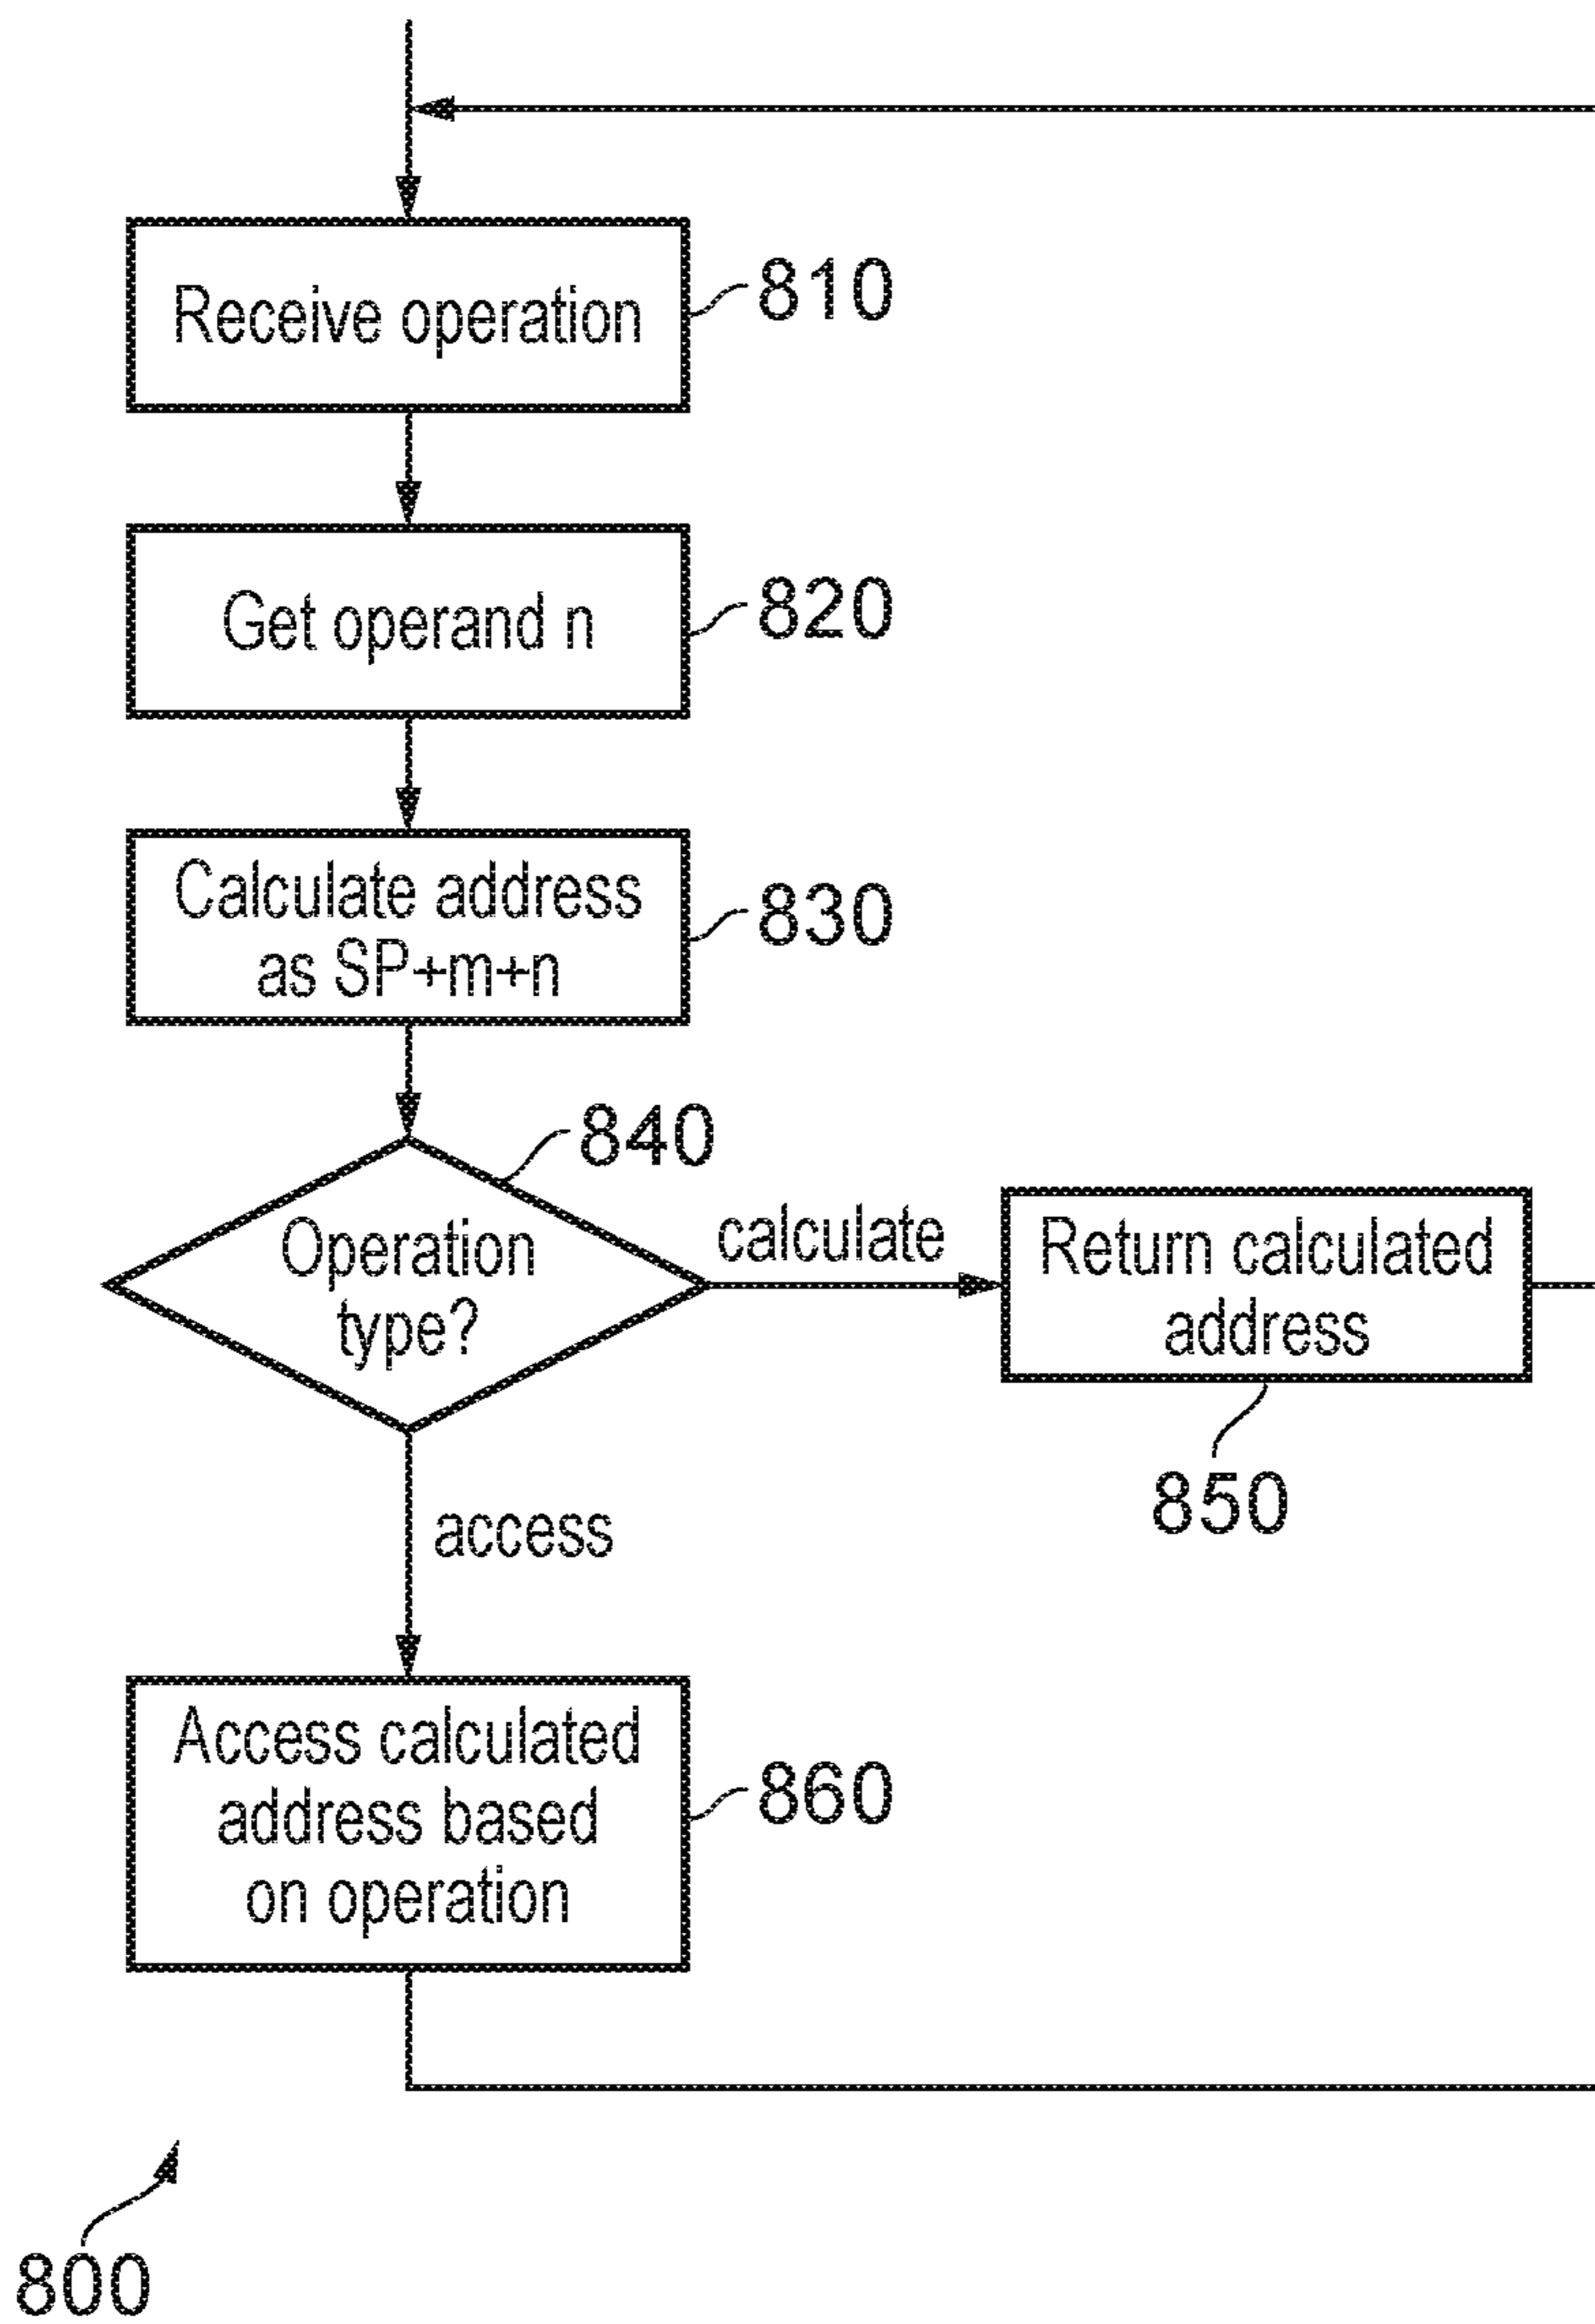 Receive operation
810
Get operand n
820
Calculate address
as SP+m+n
830
840
Operation
type?
calculate
Return calculated
address
850
access
Access calculated
address based
on operation
860
800